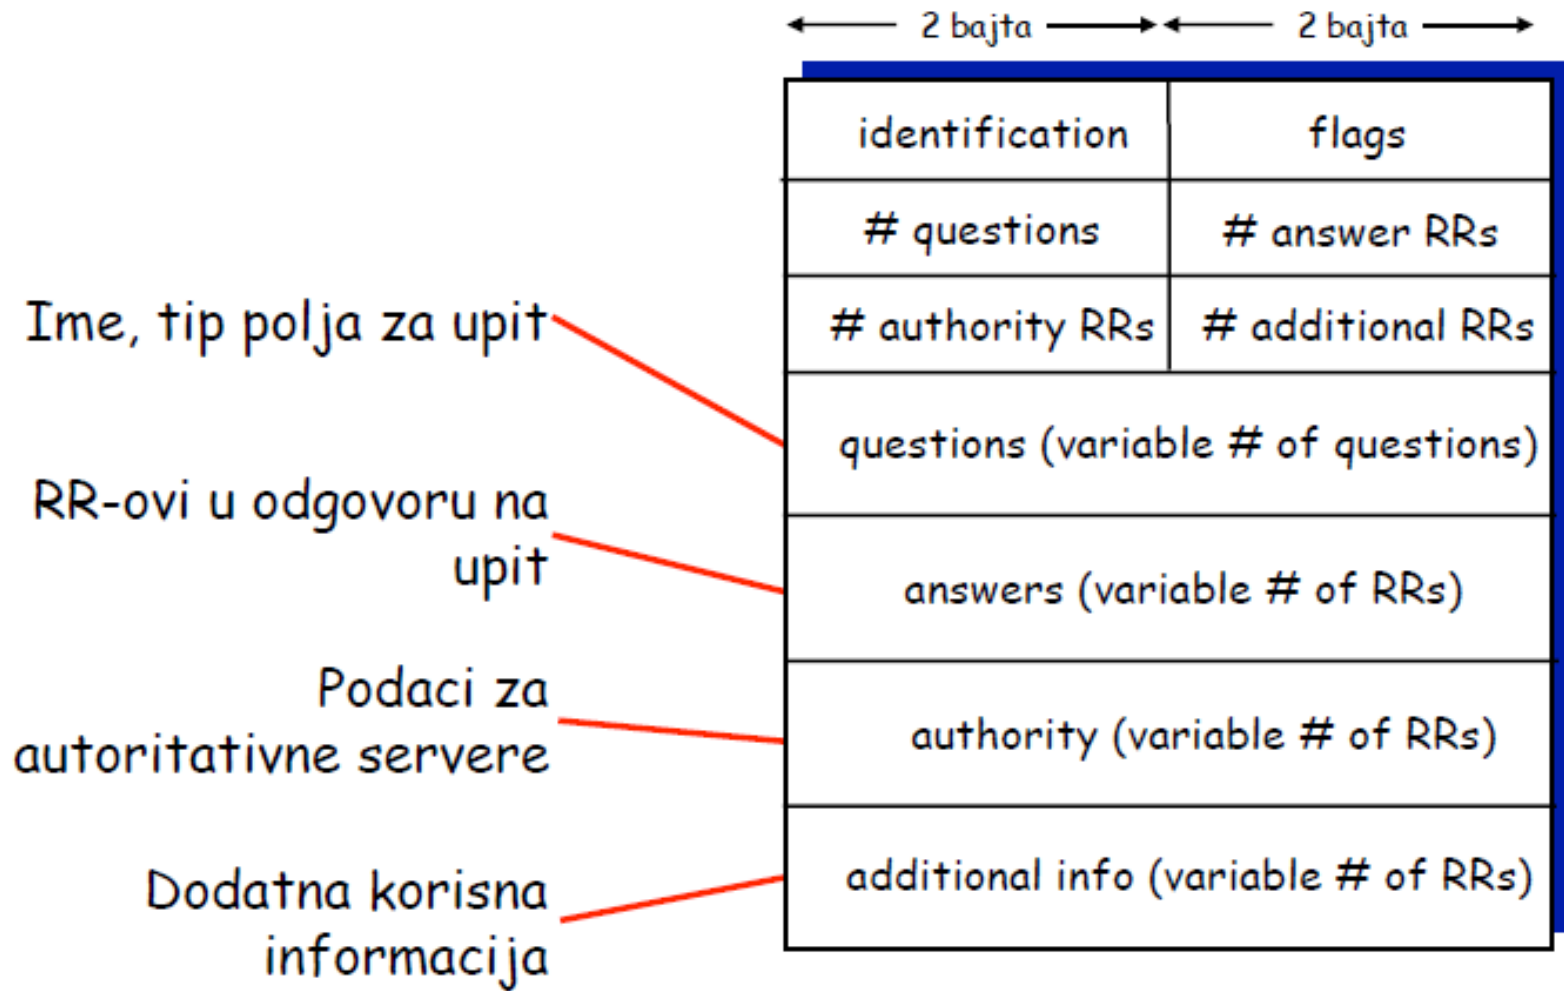 2 bajta 2 bajta
identification flags
# questions # answer RRs
# authority RRs # additional RRs
Ime, tip polja za upit
questions (variable # of questions)
RR-ovi u odgovoru na
upit
answers (variable # of RRs)
Podaci za
autoritativne servere
authority (variable # of RRs)
Dodatna korisna
informacija
additional info (variable # of RRs)